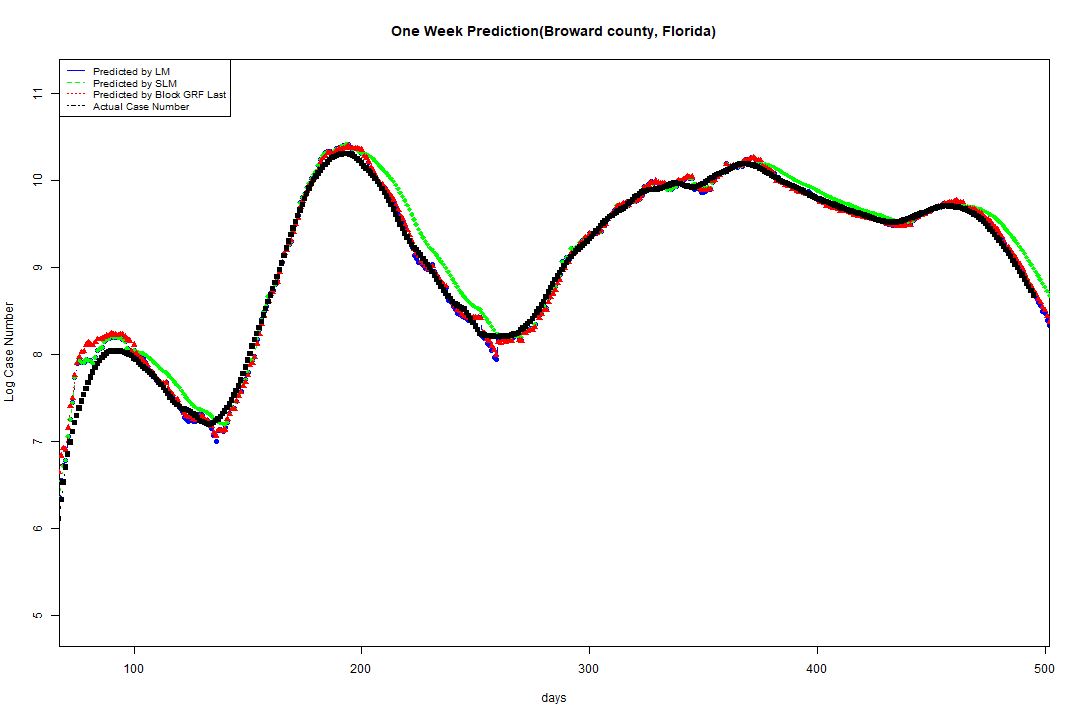 One Week Prediction(Broward county, Florida)
Predicted by LM
Predicted by SLM
Predicted by Block GRF Last
Actual Case Number
11
10
9
8
7
6
5
Log Case Number
100 200 300 400 500
days